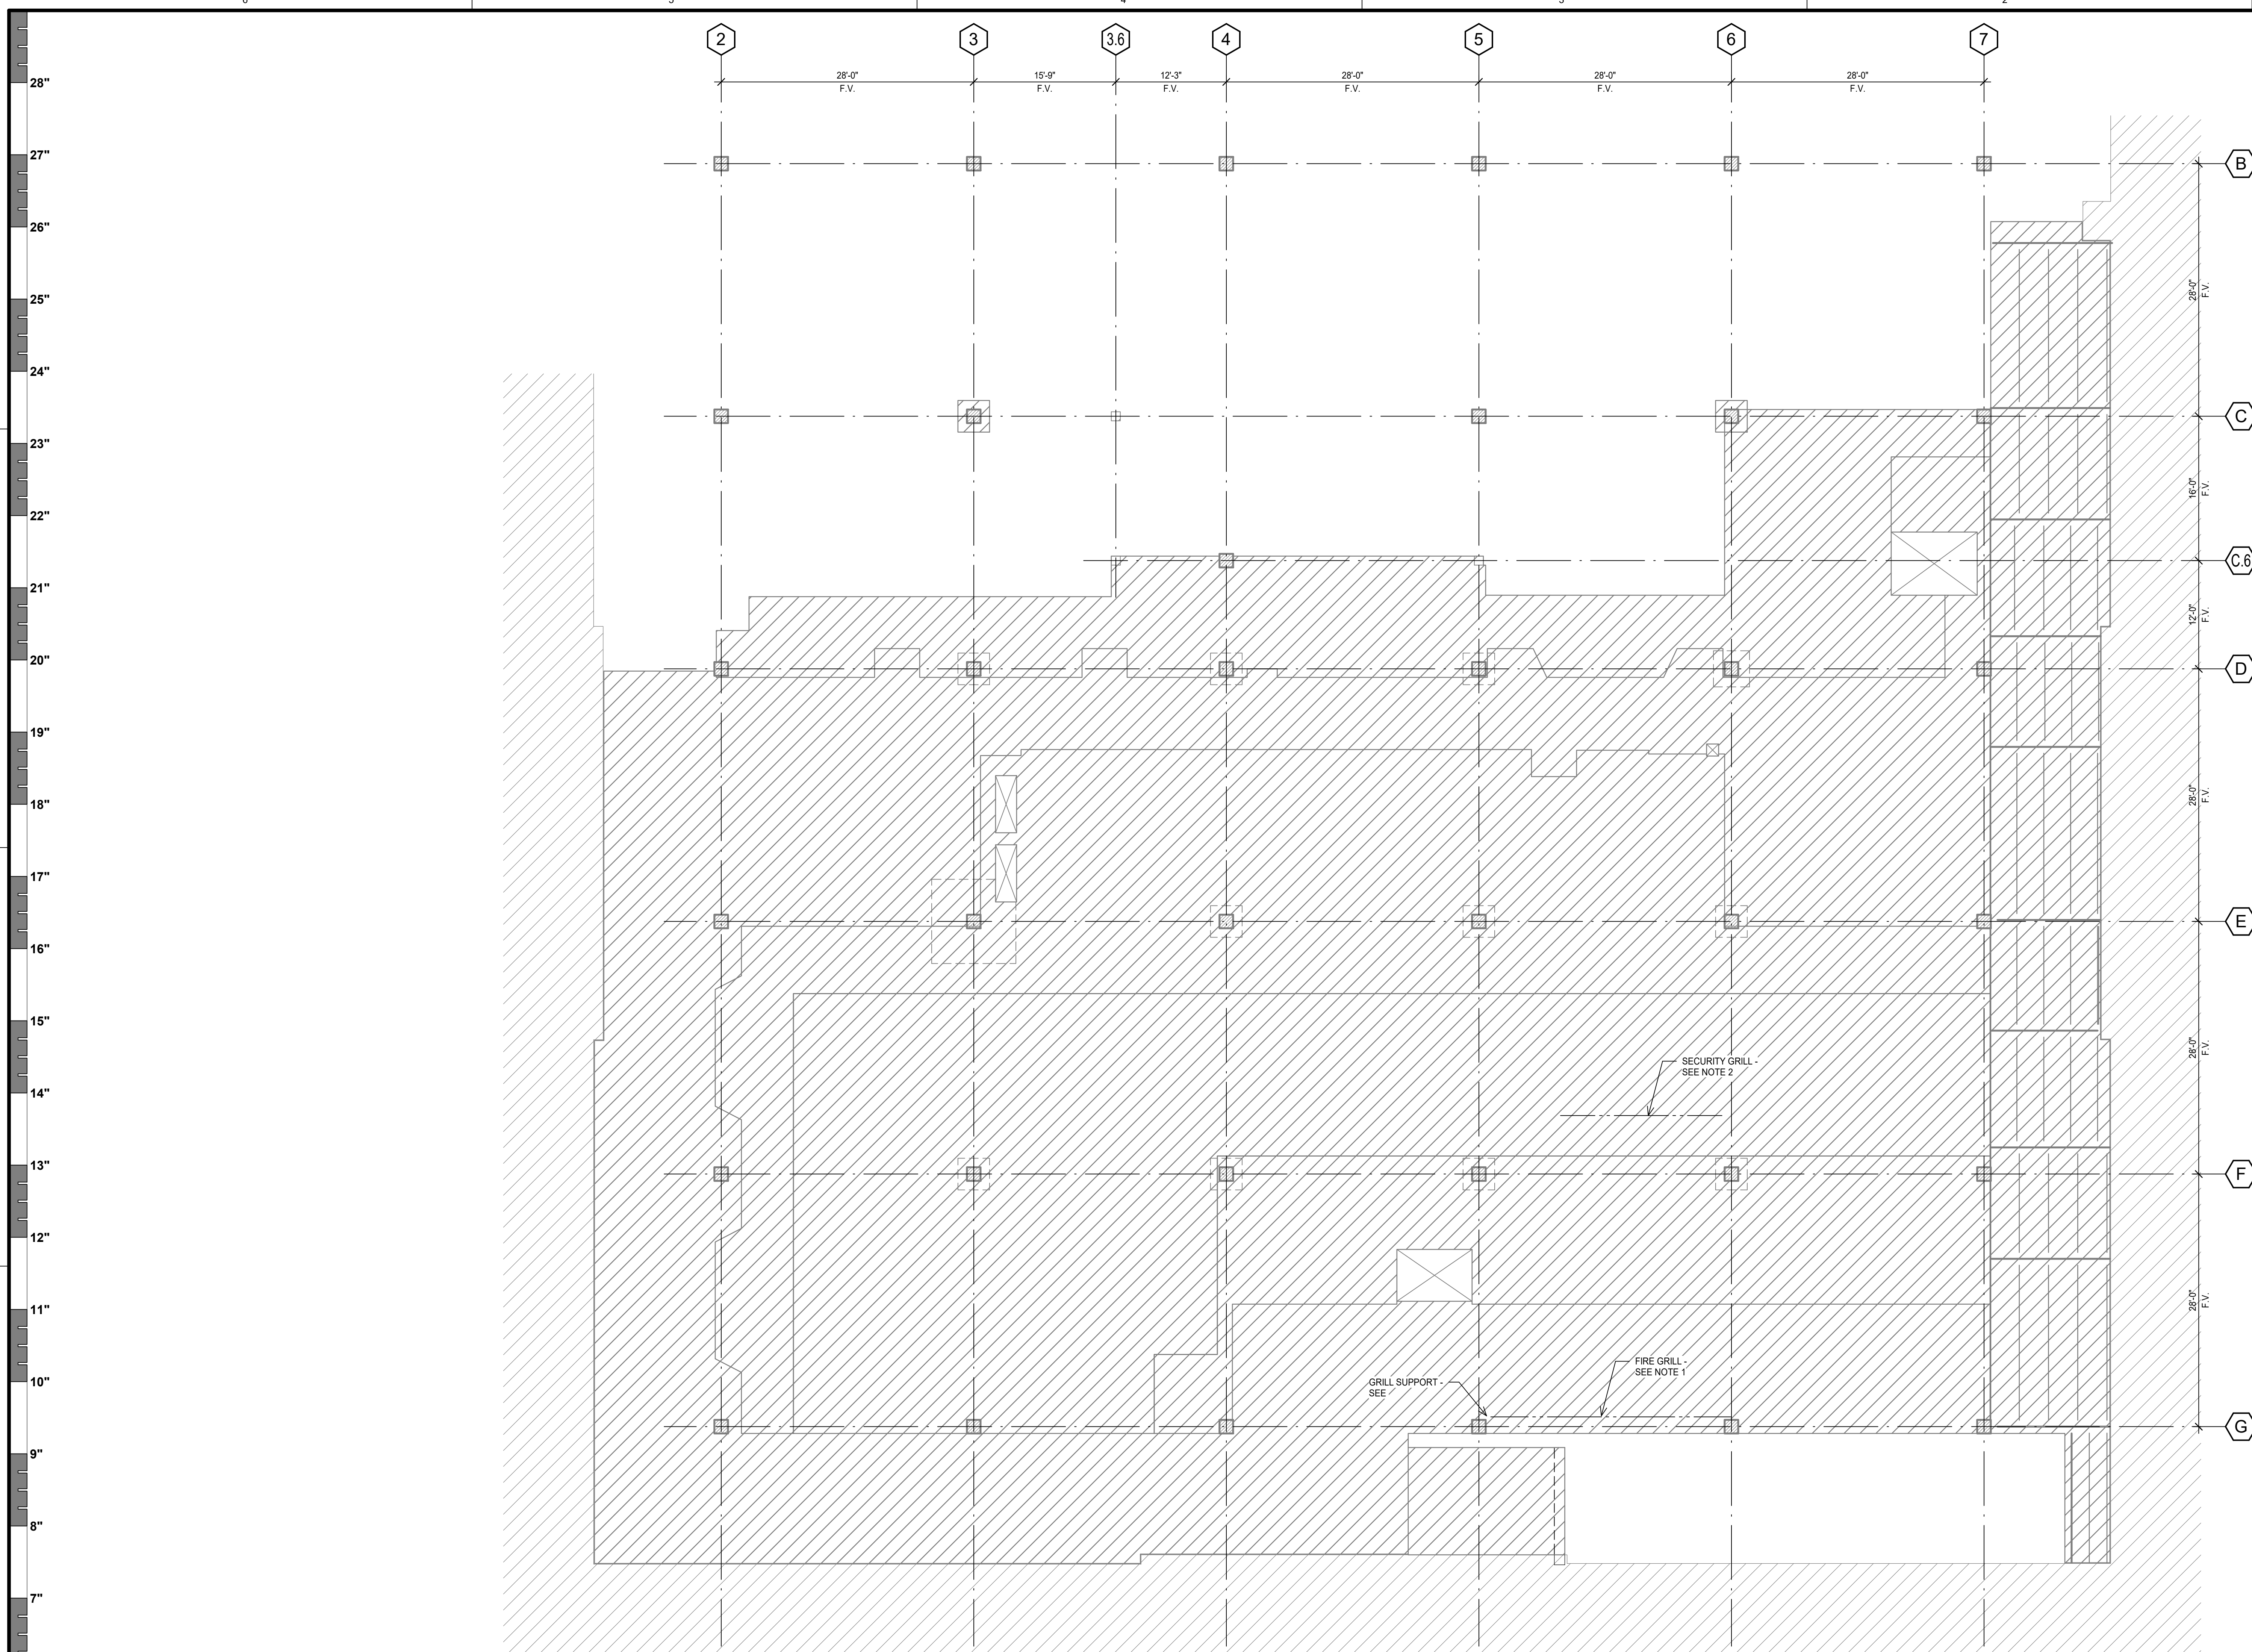 2
3
3.6
4
5
6
7
28'-0"
F.V.
15'-9"
F.V.
12'-3"
F.V.
28'-0"
F.V.
28'-0"
F.V.
28'-0"
F.V.
28"
27"
26"
25"
24"
23"
22"
21"
20"
19"
18"
17"
16"
15"
14"
13"
12"
11"
10"
9"
8"
7"
B
28'-0"
F.V.
C
16'-0"
F.V.
C.6
12'-0"
F.V.
D
28'-0"
F.V.
E
28'-0"
F.V.
F
28'-0"
F.V.
G
SECURITY GRILL -
SEE NOTE 2
FIRE GRILL -
SEE NOTE 1
GRILL SUPPORT -
SEE